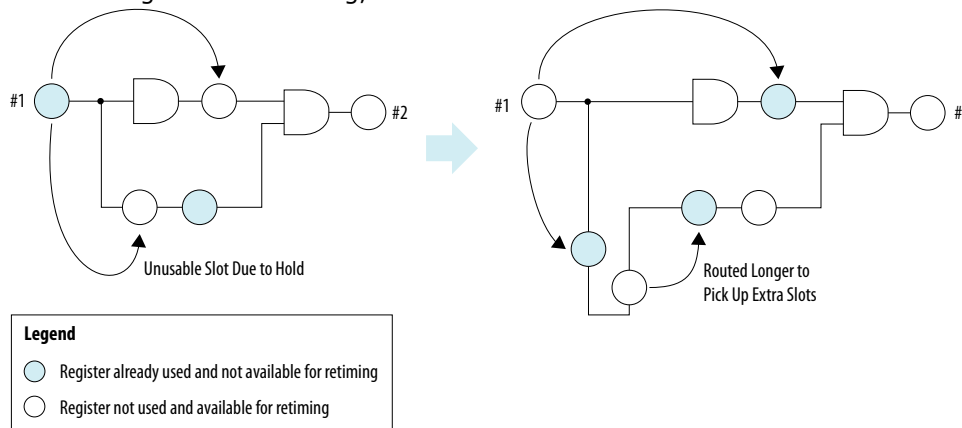 #1
#2
Unusable Slot Due to Hold
#1
#
Routed Longer to
Pick Up Extra Slots
Legend
Register already used and not available for retiming
Register not used and available for retiming